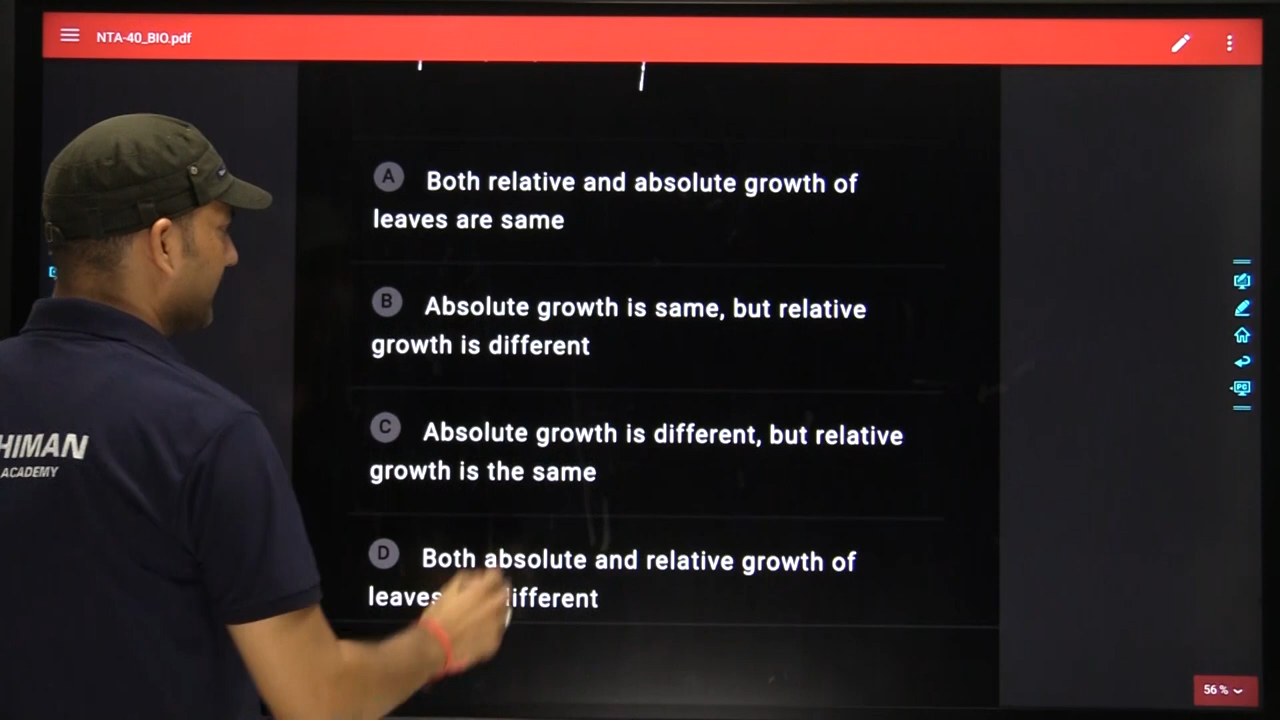 NTA-40_BIO.pdf
A Both relative and absolute growth of
leaves are same
B Absolute growth is same, but relative
growth is different
C Absolute growth is different, but relative
growth is the same
D Both absolute and relative growth of
leaves different
HIMAN
ACADEMY
PC
56 %